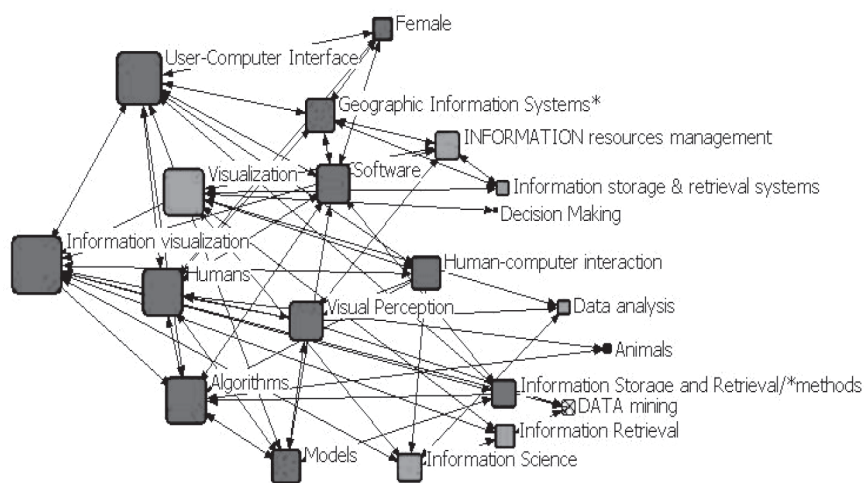 Female
User-Computer Interface
Geographic Information Systems*
INFORMATION resources management
Visualization
Software
Information storage & retrieval systems
Decision Making
Information visualization
Human-computer interaction
Humans
Visual Perception
Data analysis
Animals
Algorithms
Information Storage and Retrieval/*methods
DATA mining
Information Retrieval
Models
Information Science